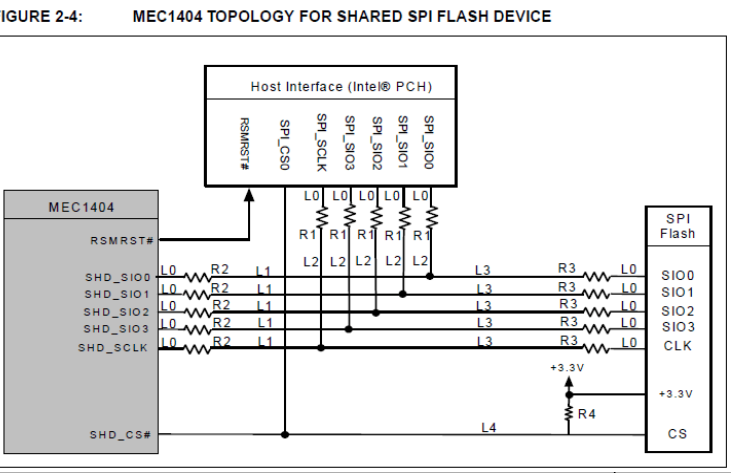 FIGURE 2-4: MEC1404 TOPOLOGY FOR SHARED SPI FLASH DEVICE
Host Interface (Intel® PCH)
RSMRST# SPI_CS0 SPI_SCLK SPI_SIO3 SPI_SIO2 SPI_SIO1 SPI_SIO0
L0 L0 L0 L0 L0
MEC1404
SPI
Flash
R1 R1 R1 R1 R1
RSMRST#
L2 L2 L2 L2 L2
SHD_SIO0 L0 R2 L1 L3 R3 L0 SIO0
SHD_SIO1 L0 R2 L1 L3 R3 L0 SIO1
SHD_SIO2 L0 R2 L1 L3 R3 L0 SIO2
SHD_SIO3 L0 R2 L1 L3 R3 L0 SIO3
SHD_SCLK L0 R2 L1 L3 R3 L0 CLK
+3.3V
+3.3V
R4
SHD_CS# L4 CS